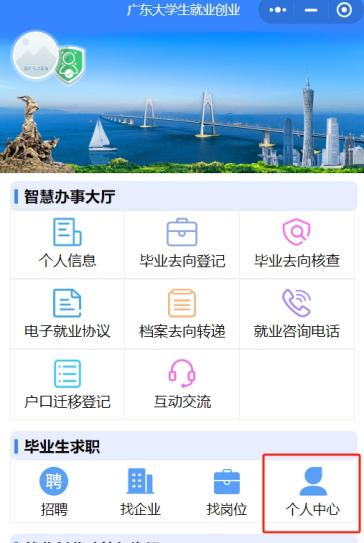 广东大学生就业创业
智慧办事大厅
个人信息 毕业去向登记 毕业去向核查
电子就业协议 档案去向转递 就业咨询电话
户口迁移登记 互动交流
毕业生求职
聘
招聘 找企业 找岗位 个人中心